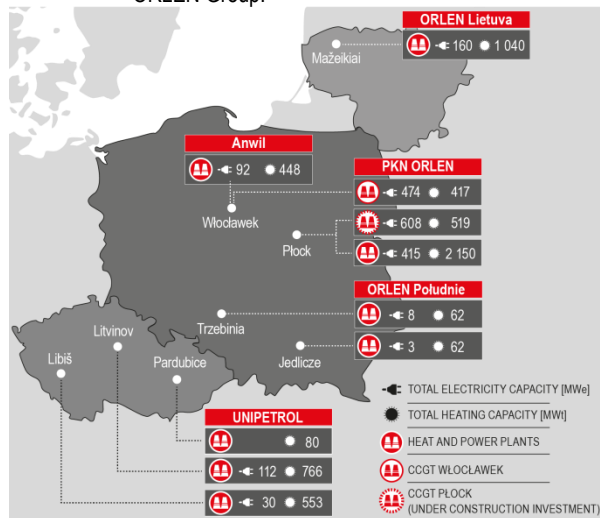 ORLEN Group.
ORLEN Lietuva
160 1 040
Mažeikiai
Anwil
92 448
PKN ORLEN
474 417
608 519
415 2 150
Włocławek
Płock
ORLEN Południe
8 62
3 62
Trzebinia
Jedlicze
Litvinov
Libiš
Pardubice
UNIPETROL
80
112 766
30 553
TOTAL ELECTRICITY CAPACITY [MWe]
TOTAL HEATING CAPACITY [MWt]
HEAT AND POWER PLANTS
CCGT WŁOCŁAWEK
CCGT PŁOCK
(UNDER CONSTRUCTION INVESTMENT)